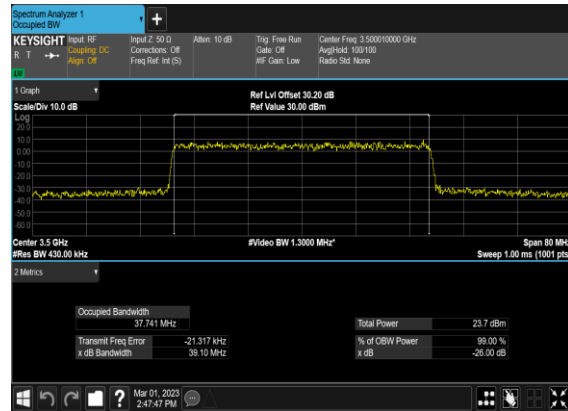 Spectrum Analyzer 1
Occupied BW
+
KEYSIGHT Input: RF Input Z: 50 Ω Atten: 10 dB Trig: Free Run Center Freq: 3.500010000 GHz
R T Coupling: DC Corrections: Off Gate: Off Avg|Hold: 100/100
Align: Off Freq Ref: Int (S) #IF Gain: Low Radio Std: None
1 Graph
Ref Lvl Offset 30.20 dB
Scale/Div 10.0 dB Ref Value 30.00 dBm
Log
20.0
10.0
0.00
-10.0
-20.0
-30.0
-40.0
-50.0
-60.0
Center 3.5 GHz #Video BW 1.3000 MHz* Span 80 MHz
#Res BW 430.00 kHz Sweep 1.00 ms (1001 pts
2 Metrics
Occupied Bandwidth
37.741 MHz Total Power 23.7 dBm
Transmit Freq Error -21.317 kHz % of OBW Power 99.00 %
x dB Bandwidth 39.10 MHz x dB -26.00 dB
?
Mar 01, 2023
2:47:47 PM